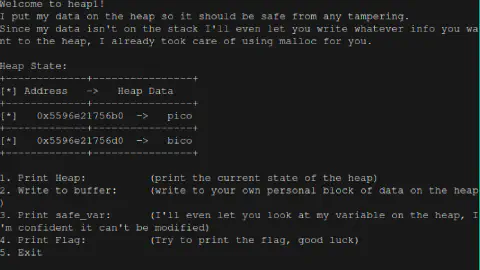 Welcome to heap1!
I put my data on the heap so it should be safe from any tampering.
Since my data isn't on the stack I'll even let you write whatever info you wa
nt to the heap, I already took care of using malloc for you.
Heap State:
+-------------+----------------+
[*] Address   ->   Heap Data
+-------------+----------------+
[*]   0x5596e21756b0  ->   pico
+-------------+----------------+
[*]   0x5596e21756d0  ->   bico
+-------------+----------------+
1. Print Heap:          (print the current state of the heap)
2. Write to buffer:     (write to your own personal block of data on the heap
)
3. Print safe_var:      (I'll even let you look at my variable on the heap, I
'm confident it can't be modified)
4. Print Flag:          (Try to print the flag, good luck)
5. Exit